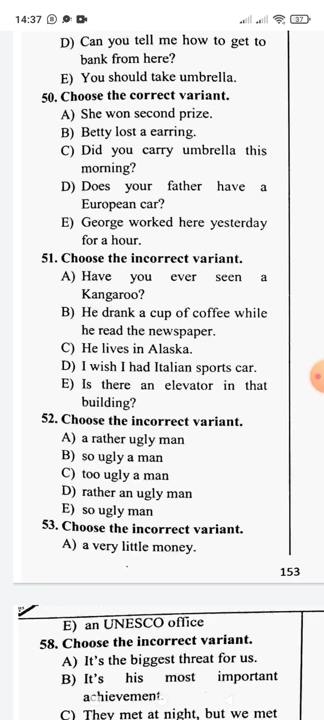 14:37
37
D) Can you tell me how to get to
bank from here?
E) You should take umbrella.
50. Choose the correct variant.
A) She won second prize.
B) Betty lost a earring.
C) Did you carry umbrella this
morning?
D) Does your father have a
European car?
E) George worked here yesterday
for a hour.
51. Choose the incorrect variant.
A) Have you ever seen a
Kangaroo?
B) He drank a cup of coffee while
he read the newspaper.
C) He lives in Alaska.
D) I wish I had Italian sports car.
E) Is there an elevator in that
building?
52. Choose the incorrect variant.
A) a rather ugly man
B) so ugly a man
C) too ugly a man
D) rather an ugly man
E) so ugly man
53. Choose the incorrect variant.
A) a very little money.
153
E) an UNESCO office
58. Choose the incorrect variant.
A) It's the biggest threat for us.
B) It's his most important
achievement.
C) They met at night, but we met